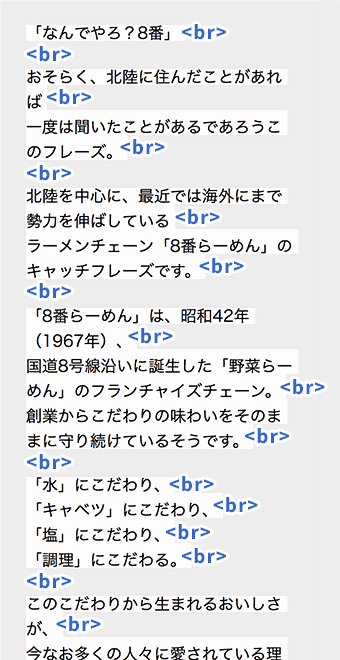 「なんでやろ？8番」<br>
<br>
おそらく、北陸に住んだことがあれ
ば<br>
一度は聞いたことがあるであろうこ
のフレーズ。<br>
<br>
北陸を中心に、最近では海外にまで
勢力を伸ばしている<br>
ラーメンチェーン「8番らーめん」の
キャッチフレーズです。<br>
<br>
「8番らーめん」は、昭和42年
（1967年）、<br>
国道8号線沿いに誕生した「野菜らー
めん」のフランチャイズチェーン。<br>
創業からこだわりの味わいをそのま
まに守り続けているそうです。<br>
<br>
「水」にこだわり、<br>
「キャベツ」にこだわり、<br>
「塩」にこだわり、<br>
「調理」にこだわる。<br>
<br>
このこだわりから生まれるおいしさ
が、<br>
今なお多くの人々に愛されている理